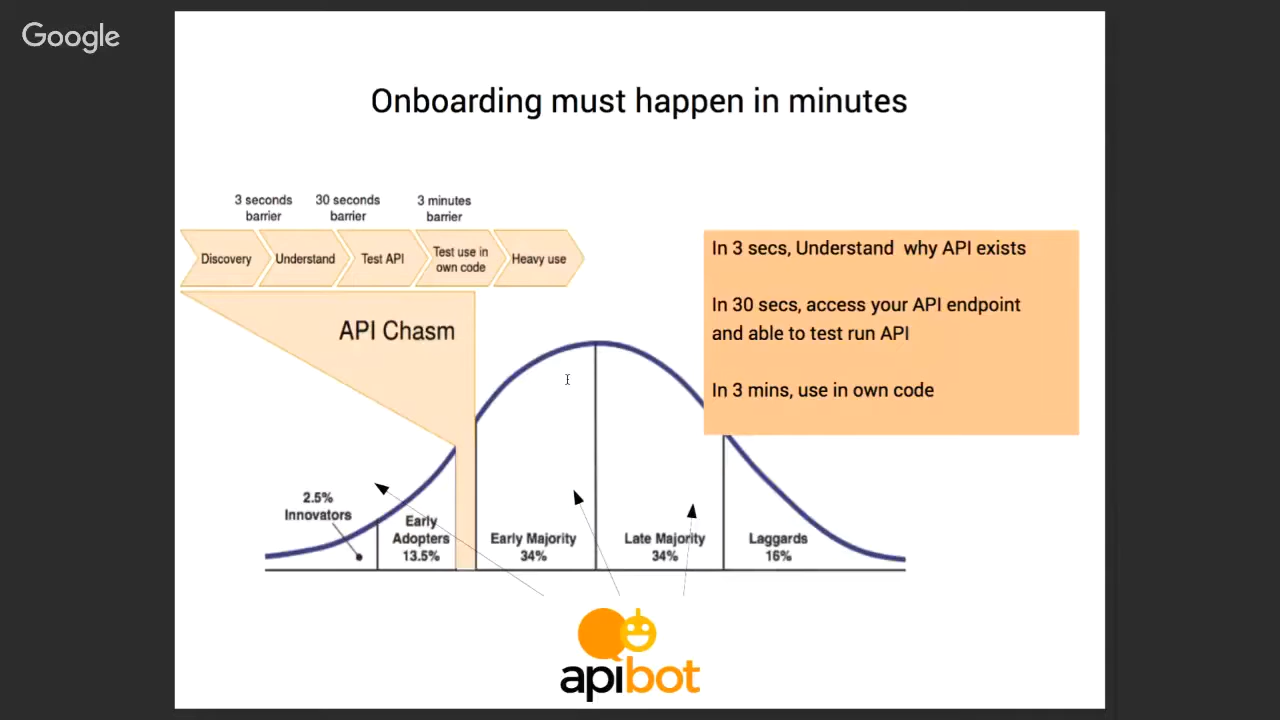 Google
Onboarding must happen in minutes
3 seconds
barrier
30 seconds
barrier
3 minutes
barrier
Discovery
Understand
Test API
Test use in
own code
Heavy use
API Chasm
In 3 secs, Understand why API exists
In 30 secs, access your API endpoint
and able to test run API
In 3 mins, use in own code
2.5%
Innovators
Early
Adopters
13.5%
Early Majority
34%
Late Majority
34%
Laggards
16%
apibot